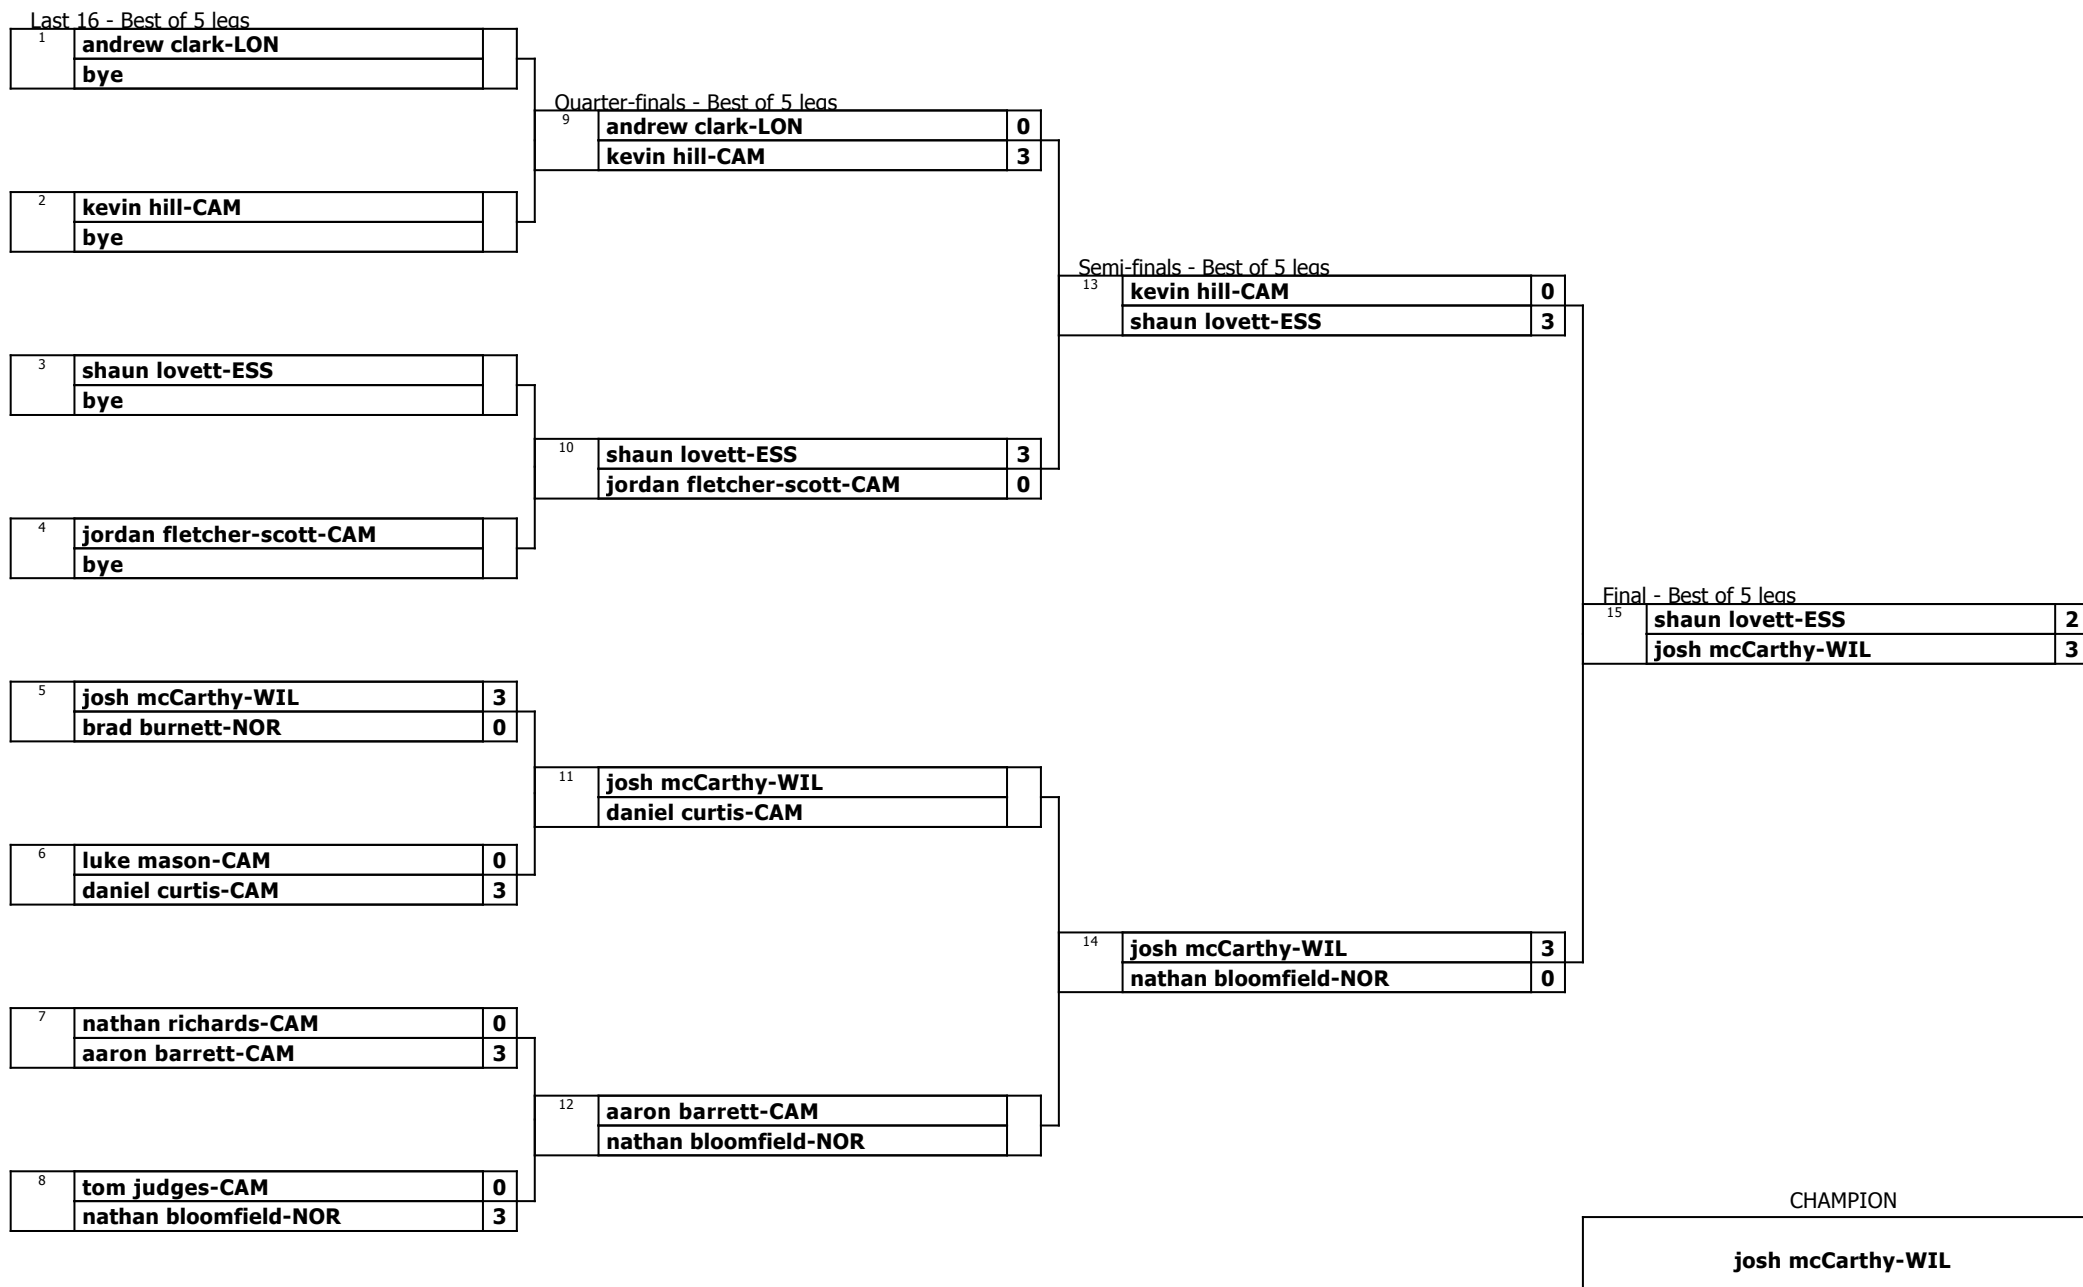 Last 16 - Best of 5 legs
1
andrew clark-LON
bye
2
kevin hill-CAM
bye
3
shaun lovett-ESS
bye
4
jordan fletcher-scott-CAM
bye
5
josh mcCarthy-WIL 3
brad burnett-NOR 0
6
luke mason-CAM 0
daniel curtis-CAM 3
7
nathan richards-CAM 0
aaron barrett-CAM 3
8
tom judges-CAM 0
nathan bloomfield-NOR 3
Quarter-finals - Best of 5 legs
9
andrew clark-LON 0
kevin hill-CAM 3
10
shaun lovett-ESS 3
jordan fletcher-scott-CAM 0
11
josh mcCarthy-WIL
daniel curtis-CAM
12
aaron barrett-CAM
nathan bloomfield-NOR
Semi-finals - Best of 5 legs
13
kevin hill-CAM 0
shaun lovett-ESS 3
14
josh mcCarthy-WIL 3
nathan bloomfield-NOR 0
Final - Best of 5 legs
15
shaun lovett-ESS 2
josh mcCarthy-WIL 3
CHAMPION
josh mcCarthy-WIL